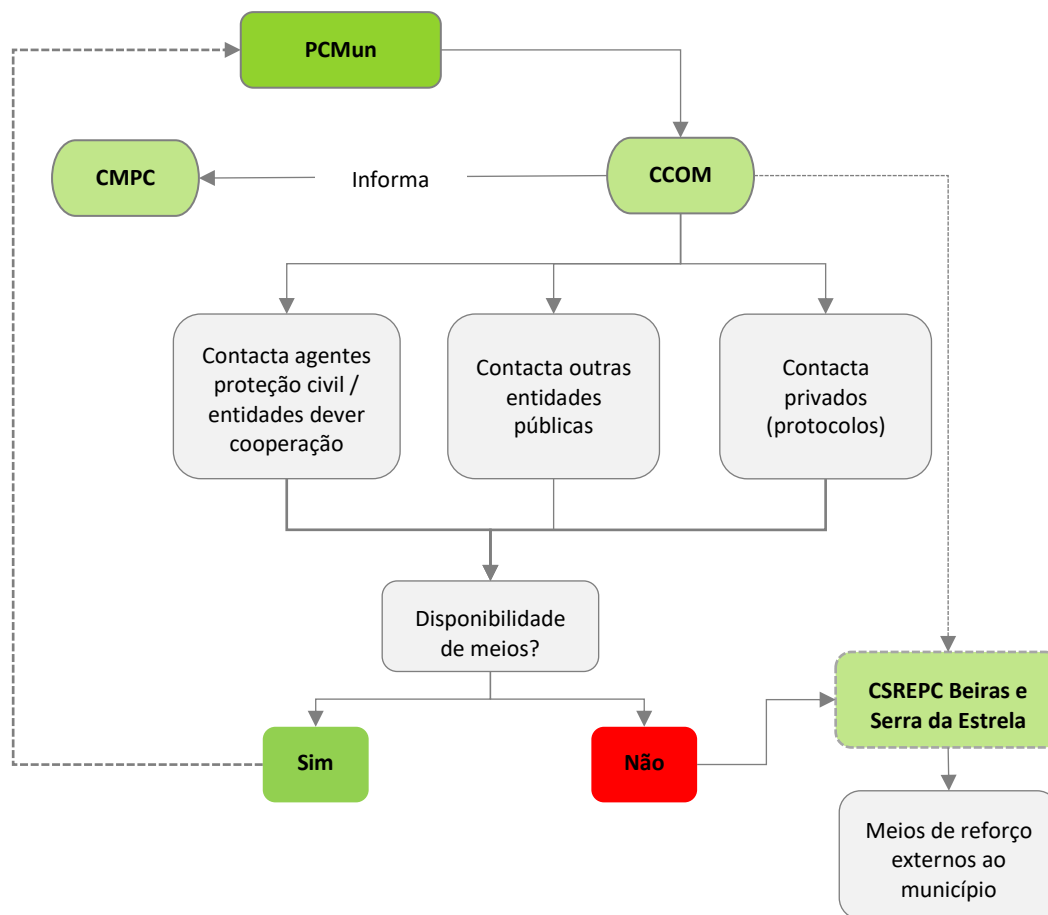 PCMun
CMPC
Informa
CCOM
Contacta agentes
proteção civil /
entidades dever
cooperação
Contacta outras
entidades
públicas
Contacta
privados
(protocolos)
Disponibilidade
de meios?
CSREPC Beiras e
Serra da Estrela
Sim
Não
Meios de reforço
externos ao
município